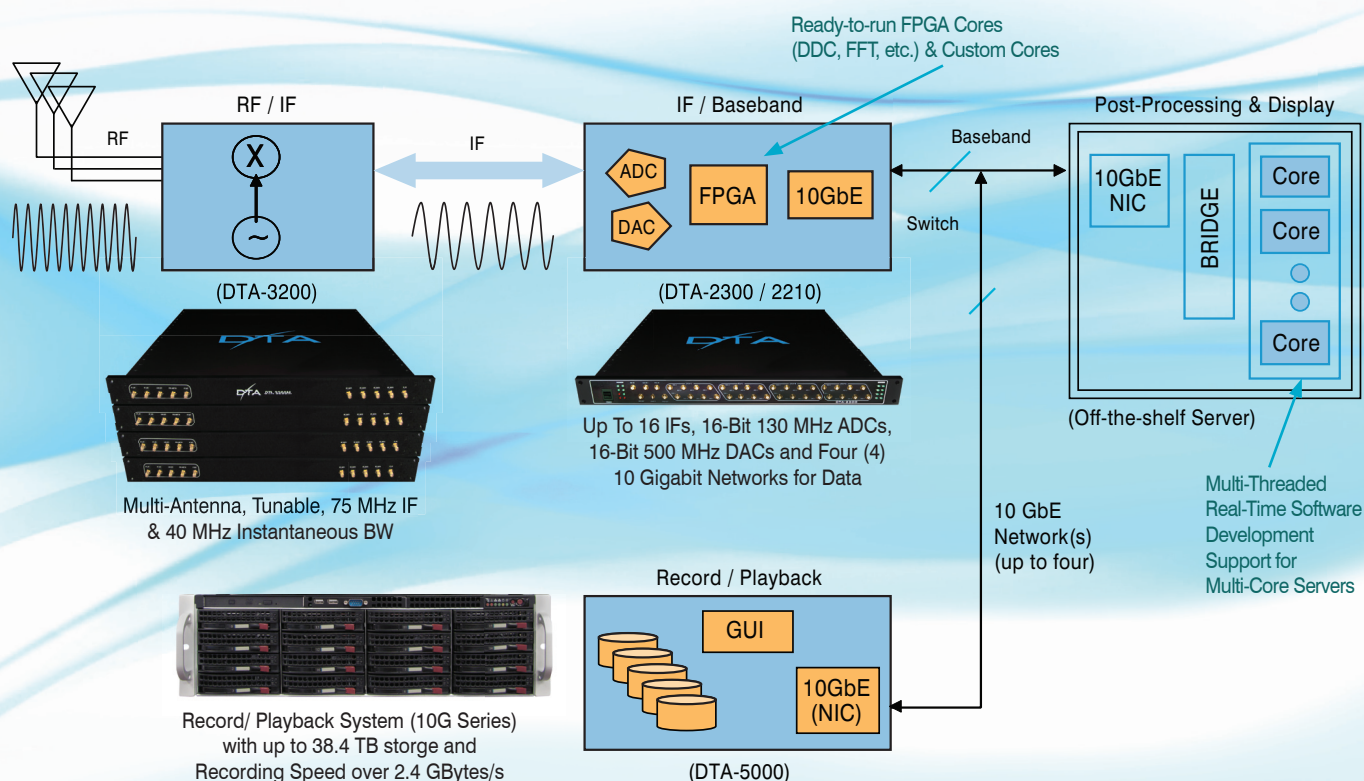 Ready-to-run FPGA Cores
(DDC, FFT, etc.) & Custom Cores
RF / IF
IF / Baseband
Post-Processing & Display
RF
X
~
IF
ADC
DAC
FPGA
10GbE
Baseband
Switch
10GbE
NIC
BRIDGE
Core
Core
Core
(DTA-3200)
(DTA-2300 / 2210)
(Off-the-shelf Server)
DTA
DTA
DTA
Up To 16 IFs, 16-Bit 130 MHz ADCs,
16-Bit 500 MHz DACs and Four (4)
10 Gigabit Networks for Data
Multi-Antenna, Tunable, 75 MHz IF
& 40 MHz Instantaneous BW
10 GbE
Network(s)
(up to four)
Multi-Threaded
Real-Time Software
Development
Support for
Multi-Core Servers
Record / Playback
GUI
10GbE
(NIC)
(DTA-5000)
Record/ Playback System (10G Series)
with up to 38.4 TB storge and
Recording Speed over 2.4 GBytes/s